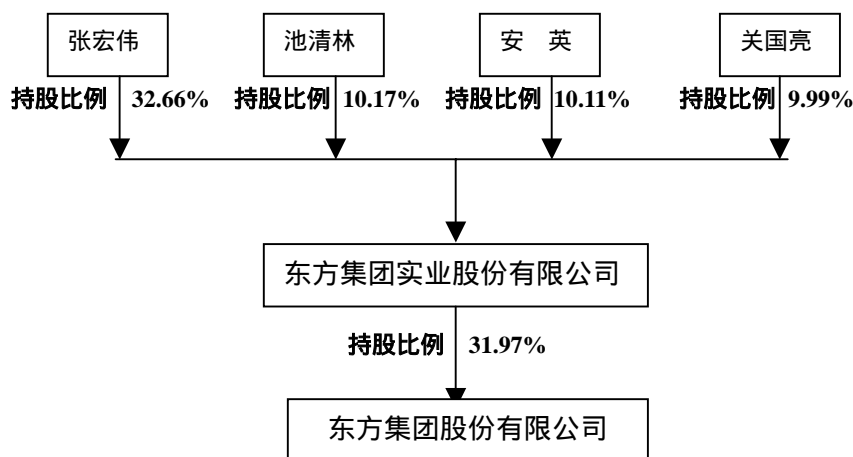 张宏伟 池清林 安 英 关国亮
持股比例 32.66% 持股比例 10.17% 持股比例 10.11% 持股比例 9.99%
东方集团实业股份有限公司
持股比例 31.97%
东方集团股份有限公司